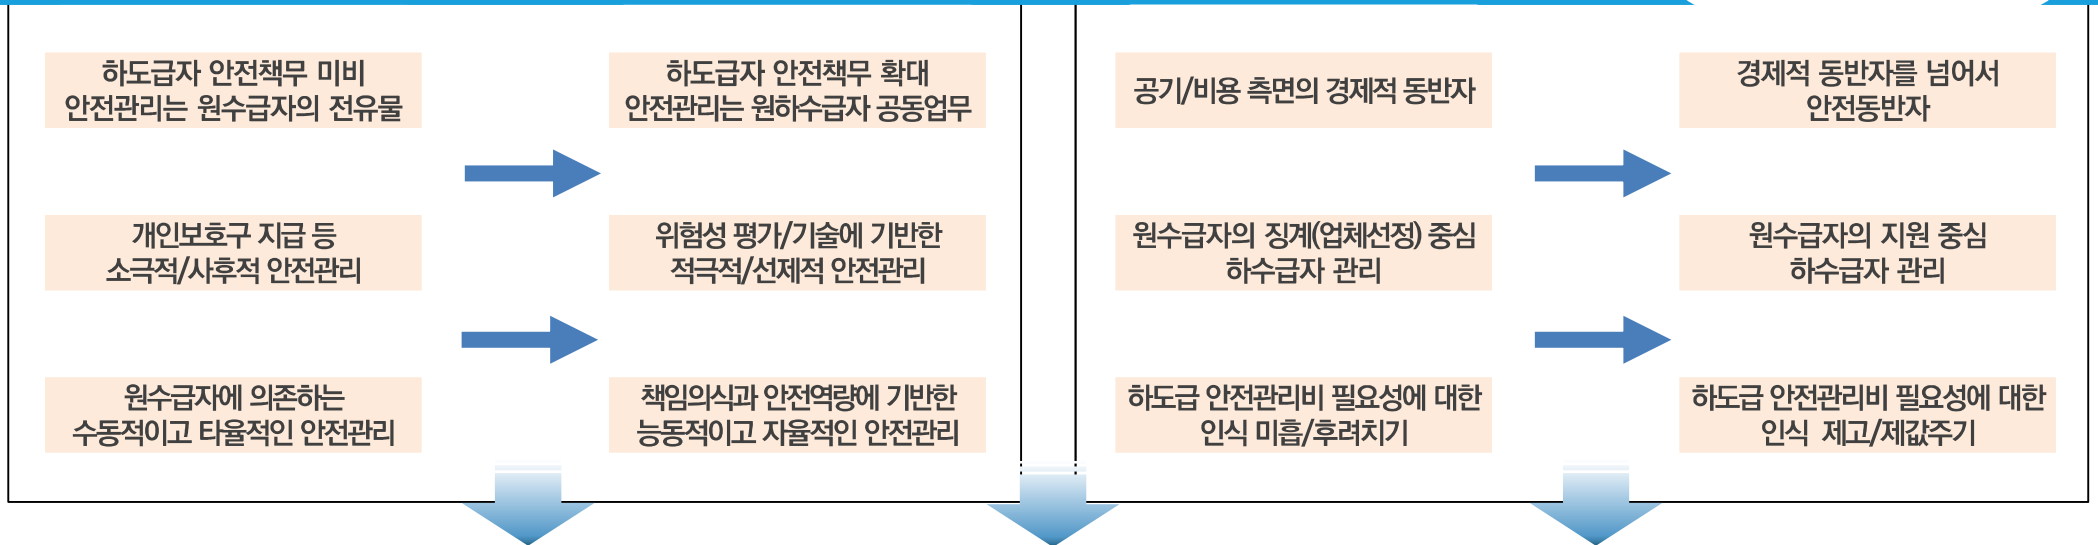 하도급자 안전책무 미비
안전관리는 원수급자의 전유물
하도급자 안전책무 확대
안전관리는 원하수급자 공동업무
개인보호구 지급 등
소극적/사후적 안전관리
위험성 평가/기술에 기반한
적극적/선제적 안전관리
원수급자에 의존하는
수동적이고 타율적인 안전관리
책임의식과 안전역량에 기반한
능동적이고 자율적인 안전관리
공기/비용 측면의 경제적 동반자
경제적 동반자를 넘어서
안전동반자
원수급자의 징계(업체선정) 중심
하수급자 관리
원수급자의 지원 중심
하수급자 관리
하도급 안전관리비 필요성에 대한
인식 미흡/후려치기
하도급 안전관리비 필요성에 대한
인식 제고/제값주기